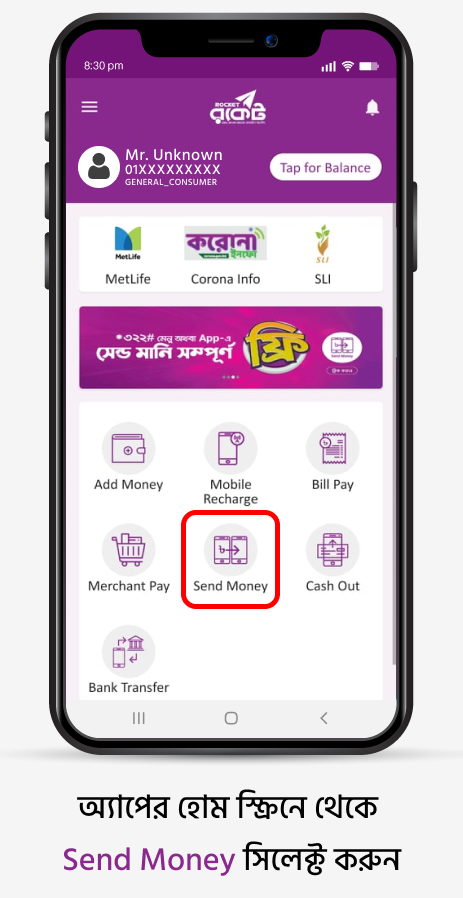 8:30 pm
ROCKET
রকেট
Mr. Unknown
01XXXXXXXXX
GENERAL_CONSUMER
Tap for Balance
MetLife
করোনা
ইনফো
SLI
MetLife
Corona Info
SLI
*৩২২# মেনু অথবা App-এ
সেন্ড মানি সম্পূর্ণ
ফ্রি
Send Money
Add Money
Mobile
Recharge
Bill Pay
Merchant Pay
Send Money
Cash Out
Bank Transfer
অ্যাপের হোম স্ক্রিনে থেকে
Send Money সিলেক্ট করুন